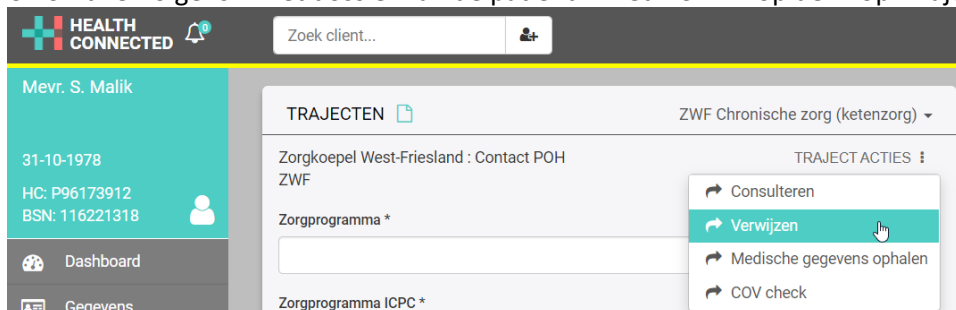 HEALTH
CONNECTED
0
Zoek client...
Mevr. S. Malik
31-10-1978
HC: P96173912
BSN: 116221318
Dashboard
Gegevens
TRAJECTEN
ZWF Chronische zorg (ketenzorg)
Zorgkoepel West-Friesland : Contact POH
ZWF
TRAJECT ACTIES
Consulteren
Verwijzen
Medische gegevens ophalen
COV check
Zorgprogramma *
Zorgprogramma ICPC *